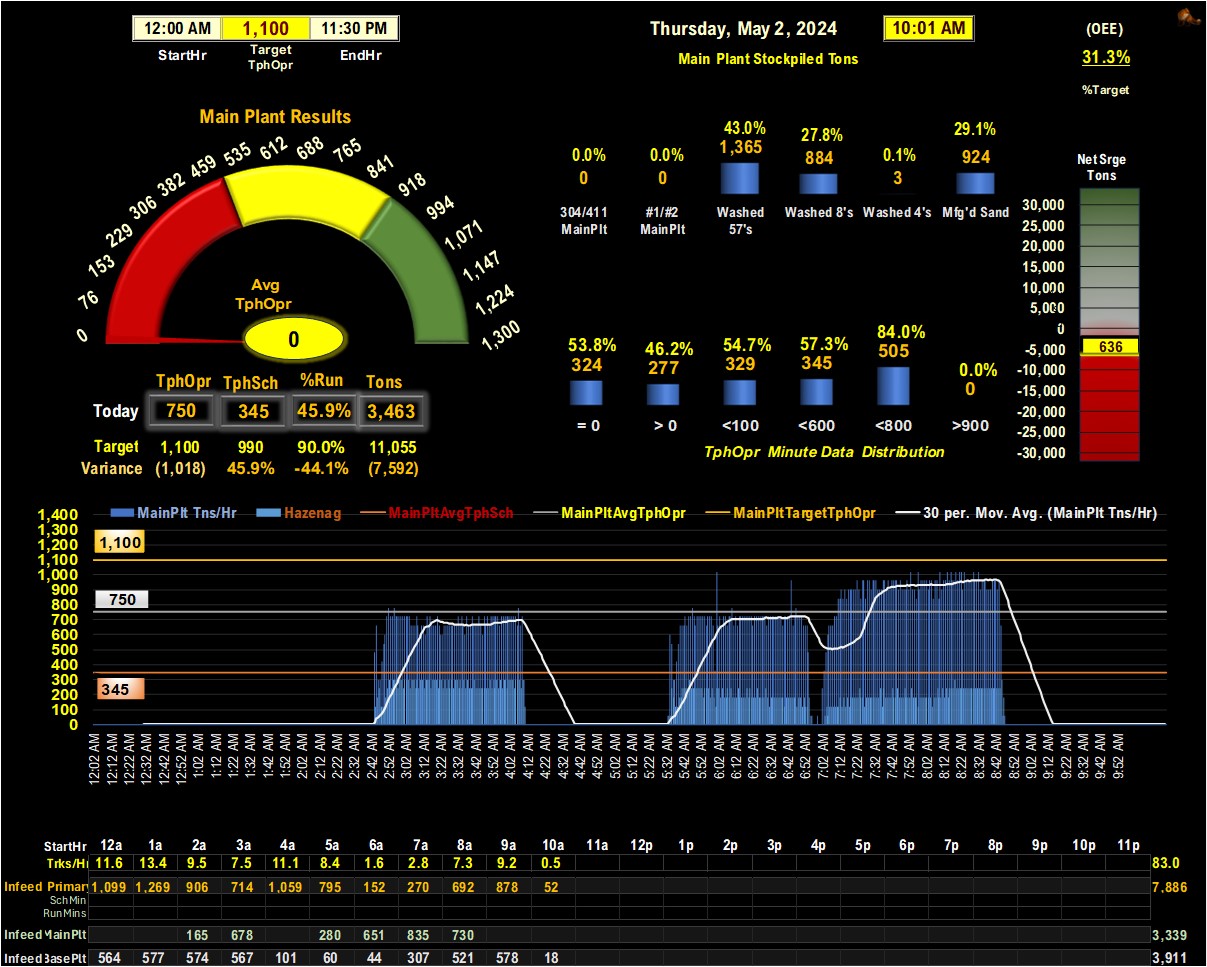 12:00 AM 1,100 11:30 PM
StartHr Target TphOpr EndHr
Thursday, May 2, 2024 10:01 AM
Main Plant Stockpiled Tons
(OEE)
31.3%
%Target
Main Plant Results
0 76 153 229 306 382 459 535 612 688 765 841 918 994 1,071 1,147 1,224 1,300
Avg
TphOpr
0
TphOpr TphSch %Run Tons
Today 750 345 45.9% 3,463
Target 1,100 990 90.0% 11,055
Variance (1,018) 45.9% -44.1% (7,592)
0.0% 0.0% 43.0% 27.8% 0.1% 29.1%
0 0 1,365 884 3 924
304/411 #1/#2 Washed Washed 8's Washed 4's Mfg'd Sand
MainPlt MainPlt 57's
53.8% 46.2% 54.7% 57.3% 84.0% 0.0%
324 277 329 345 505 0
= 0 > 0 <100 <600 <800 >900
TphOpr Minute Data Distribution
Net Srge
Tons
30,000
25,000
20,000
15,000
10,000
5,000
0
-5,000
-10,000
-15,000
-20,000
-25,000
-30,000
636
MainPlt Tns/Hr Hazenag MainPltAvgTphSch MainPltAvgTphOpr MainPltTargetTphOpr 30 per. Mov. Avg. (MainPlt Tns/Hr)
1,400
1,300
1,200
1,100
1,000
900
800
700
600
500
400
300
200
100
0
1,100
750
345
12:02 AM 12:12 AM 12:22 AM 12:32 AM 12:42 AM 12:52 AM 1:02 AM 1:12 AM 1:22 AM 1:32 AM 1:42 AM 1:52 AM 2:02 AM 2:12 AM 2:22 AM 2:32 AM 2:42 AM 2:52 AM 3:02 AM 3:12 AM 3:22 AM 3:32 AM 3:42 AM 3:52 AM 4:02 AM 4:12 AM 4:22 AM 4:32 AM 4:42 AM 4:52 AM 5:02 AM 5:12 AM 5:22 AM 5:32 AM 5:42 AM 5:52 AM 6:02 AM 6:12 AM 6:22 AM 6:32 AM 6:42 AM 6:52 AM 7:02 AM 7:12 AM 7:22 AM 7:32 AM 7:42 AM 7:52 AM 8:02 AM 8:12 AM 8:22 AM 8:32 AM 8:42 AM 8:52 AM 9:02 AM 9:12 AM 9:22 AM 9:32 AM 9:42 AM 9:52 AM
StartHr 12a 1a 2a 3a 4a 5a 6a 7a 8a 9a 10a 11a 12p 1p 2p 3p 4p 5p 6p 7p 8p 9p 10p 11p
Trks/H 11.6 13.4 9.5 7.5 11.1 8.4 1.6 2.8 7.3 9.2 0.5 83.0
Infeed Primary 1,099 1,269 906 714 1,059 795 152 270 692 878 52 7,886
SchMin
RunMins
Infeed MainPlt 165 678 280 651 835 730 3,339
Infeed BasePlt 564 577 574 567 101 60 44 307 521 578 18 3,911